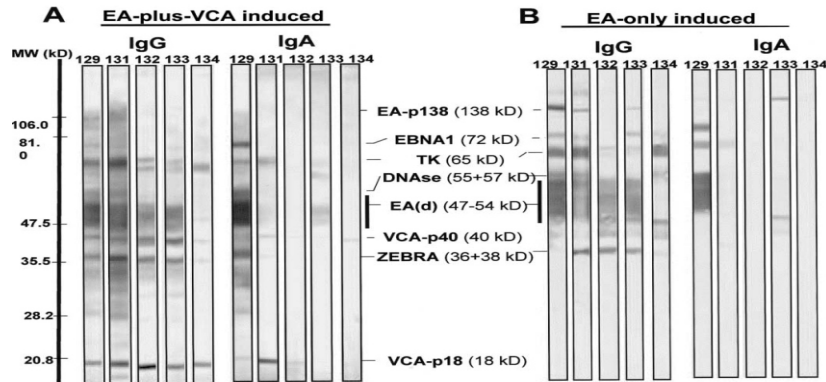 A EA-plus-VCA induced
B EA-only induced
IgG IgA
IgG IgA
MW (kD)
129 131 132 133 134
129 131 132 133 134
129 131 132 133 134
129 131 132 133 134
106.0
81.
0
47.5
35.5
28.2
20.8
EA-p138 (138 kD)
EBNA1 (72 kD)
TK (65 kD)
DNAse (55+57 kD)
EA(d) (47-54 kD)
VCA-p40 (40 kD)
ZEBRA (36+38 kD)
VCA-p18 (18 kD)